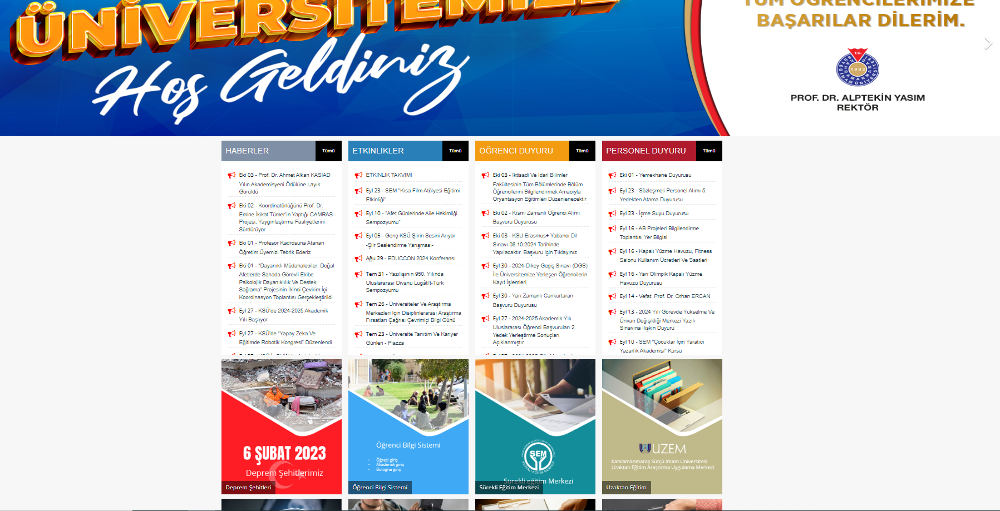 ÜNİVERSİTEMİZE
Hoş Geldiniz
TÜM ÖĞRENCİLERİMİZE
BAŞARILAR DİLERİM.
T.C.
KAHRAMANMARAŞ SÜTÇÜ İMAM ÜNİVERSİTESİ
1992
PROF. DR. ALPTEKİN YASIM
REKTÖR
HABERLER
Tümü
Eki 03 - Prof. Dr. Ahmet Alkan KASİAD
Yılın Akademisyeni Ödülüne Layık
Görüldü
Eki 02 - Koordinatörlüğünü Prof. Dr.
Emine İkikat Tümer'in Yaptığı CAMRAS
Projesi, Yaygınlaştırma Faaliyetlerini
Sürdürüyor
Eki 01 - Profesör Kadrosuna Atanan
Öğretim Üyemizi Tebrik Ederiz
Eki 01 - “Dayanıklı Müdahaleciler: Doğal
Afetlerde Sahada Görevli Ekibe
Psikolojik Dayanıklılık Ve Destek
Sağlama” Projesinin İkinci Çevirim İçi
Koordinasyon Toplantısı Gerçekleştirildi
Eyl 27 - KSÜ'de 2024-2025 Akademik
Yılı Başlıyor
Eyl 27 - KSÜ'de “Yapay Zeka Ve
Eğitimde Robotik Kongresi” Düzenlendi
ETKİNLİKLER
Tümü
ETKİNLİK TAKVİMİ
Eyl 23 - SEM "Kısa Film Atölyesi Eğitimi
Etkinliği"
Eyl 10 - “Afet Günlerinde Aile Hekimliği
Sempozyumu”
Eyl 05 - Genç KSÜ Şiirin Sesini Arıyor
-Şiir Seslendirme Yarışması-
Ağu 29 - EDUCCON 2024 Konferansı
Tem 31 - Yazılışının 950. Yılında
Uluslararası Divanu Lugâti't-Türk
Sempozyumu
Tem 26 - Üniversiteler Ve Araştırma
Merkezleri Için Disiplinlerarası Araştırma
Fırsatları Çağrısı Çevrimiçi Bilgi Günü
Tem 23 - Üniversite Tanıtım Ve Kariyer
Günleri - Piazza
ÖĞRENCİ DUYURU
Tümü
Eki 03 - İktisadi Ve İdari Bilimler
Fakültesinin Tüm Bölümlerinde Bölüm
Öğrencilerini Bilgilendirmek Amacıyla
Oryantasyon Eğitimleri Düzenlenecektir
Eki 02 - Kısmi Zamanlı Öğrenci Alımı
Başvuru Duyurusu
Eki 03 - KSU Erasmus+ Yabancı Dil
Sınavı 08.10.2024 Tarihinde
Yapılacaktır. Başvuru Için Tıklayınız
Eyl 30 - 2024-Dikey Geçiş Sınavı (DGS)
İle Üniversitemize Yerleşen Öğrencilerin
Kayıt İşlemleri
Eyl 30 - Yarı Zamanlı Cankurtaran
Başvuru Duyurusu
Eyl 27 - 2024-2025 Akademik Yılı
Uluslararası Öğrenci Başvuruları 2.
Yedek Yerleştirme Sonuçları
Açıklanmıştır
PERSONEL DUYURU
Tümü
Eki 01 - Yemekhane Duyurusu
Eyl 23 - Sözleşmeli Personel Alımı 5.
Yedekten Atama Duyurusu
Eyl 23 - İçme Suyu Duyurusu
Eyl 16 - AB Projeleri Bilgilendirme
Toplantısı Yer Bilgisi
Eyl 16 - Kapalı Yüzme Havuzu, Fitness
Salonu Kullanım Ücretleri Ve Saatleri
Eyl 16 - Yarı Olimpik Kapalı Yüzme
Havuzu Duyurusu
Eyl 14 - Vefat: Prof. Dr. Orhan ERCAN
Eyl 13 - 2024 Yılı Görevde Yükselme Ve
Ünvan Değişikliği Merkezi Yazılı
Sınavına İlişkin Duyuru
Eyl 10 - SEM "Çocuklar İçin Yaratıcı
Yazarlık Akademisi" Kursu
6 ŞUBAT 2023
Deprem Şehitlerimiz
Deprem Şehitleri
Öğrenci Bilgi Sistemi
Öğreci giriş
Akademik giriş
Bologna giriş
Öğrenci Bilgi Sistemi
SEM
SÜREKLİ EĞİTİM MERKEZİ
Sürekli eğitim Merkezi
Sürekli Eğitim Merkezi
UZEM
Kahramanmaraş Sütçü İmam Üniversitesi
Uzaktan Eğitim Araştırma Uygulama Merkezi
Uzaktan Eğitim